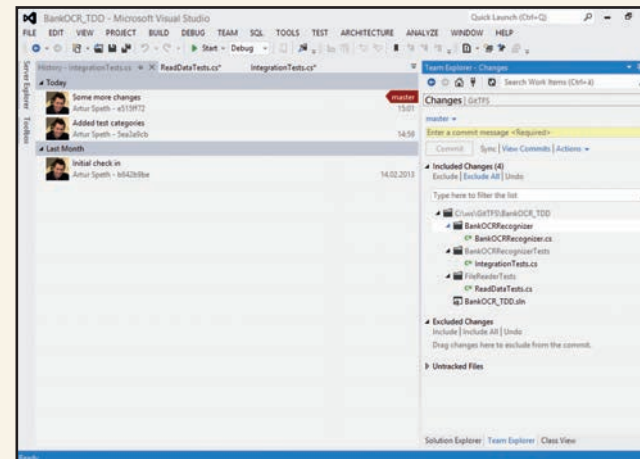 BankOCR_TDD - Microsoft Visual Studio
Quick Launch (Ctrl+Q)
FILE EDIT VIEW PROJECT BUILD DEBUG TEAM SQL TOOLS TEST ARCHITECTURE ANALYZE WINDOW HELP
Start - Debug
Server Explorer
Toolbox
History - IntegrationTests.cs ReadDataTests.cs* IntegrationTests.cs*
Today
Some more changes master
Artur Speth - 15:01
Added test categories
Artur Speth - 14:58
Last Month
Initial check in
Artur Speth - 14.02.2013
Team Explorer - Changes
Search Work Items (Ctrl+ä)
Changes | GitTFS
master
Enter a commit message <Required>
Commit Sync | View Commits | Actions
Included Changes (4)
Exclude | Exclude All | Undo
Type here to filter the list
C:\ws\GitTFS\BankOCR_TDD
BankOCRRecognizer
BankOCRRecognizer.cs
BankOCRRecognizerTests
IntegrationTests.cs
FileReaderTests
ReadDataTests.cs
BankOCR_TDD.sln
Excluded Changes
Include | Include All | Undo
Drag changes here to exclude from the commit.
Untracked Files
Solution Explorer Team Explorer Class View
Ready